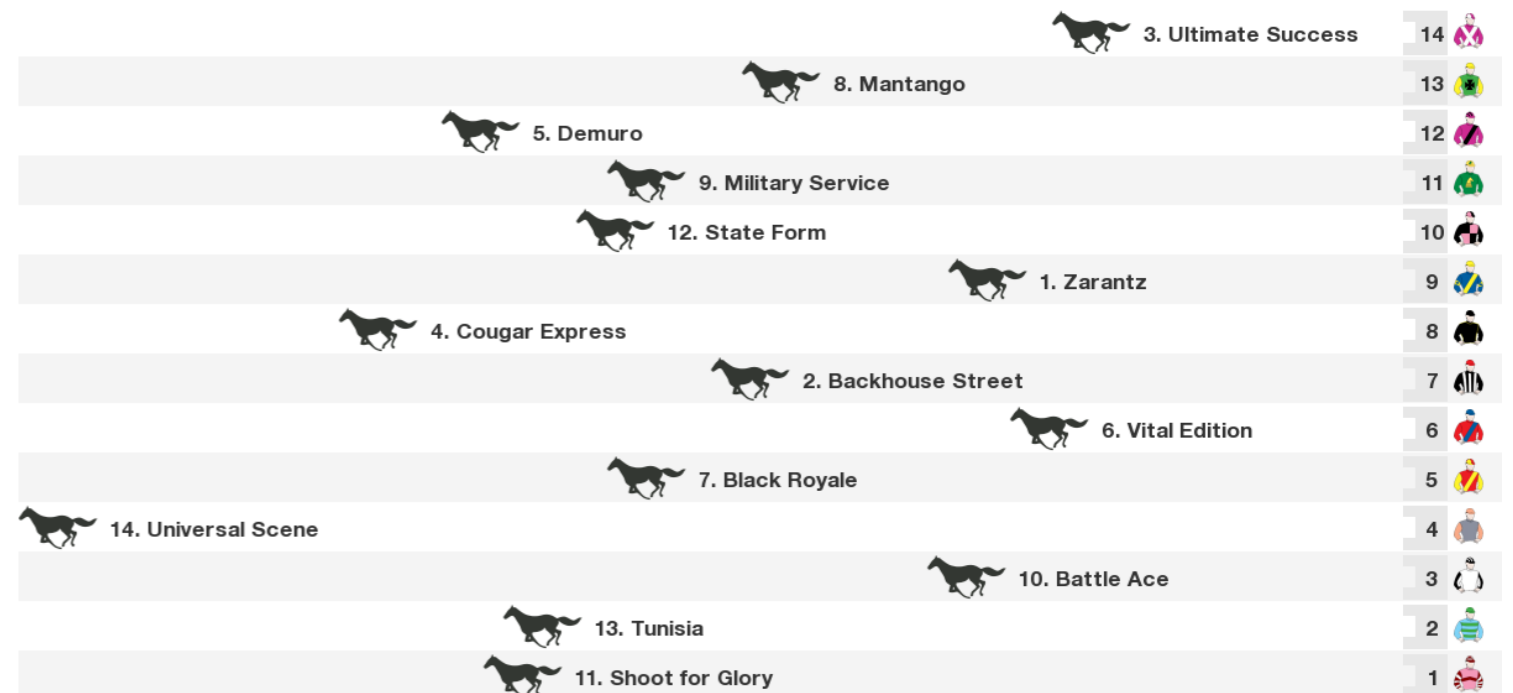 3. Ultimate Success 14
8. Mantango 13
5. Demuro 12
9. Military Service 11
12. State Form 10
1. Zarantz 9
4. Cougar Express 8
2. Backhouse Street 7
6. Vital Edition 6
7. Black Royale 5
14. Universal Scene 4
10. Battle Ace 3
13. Tunisia 2
11. Shoot for Glory 1